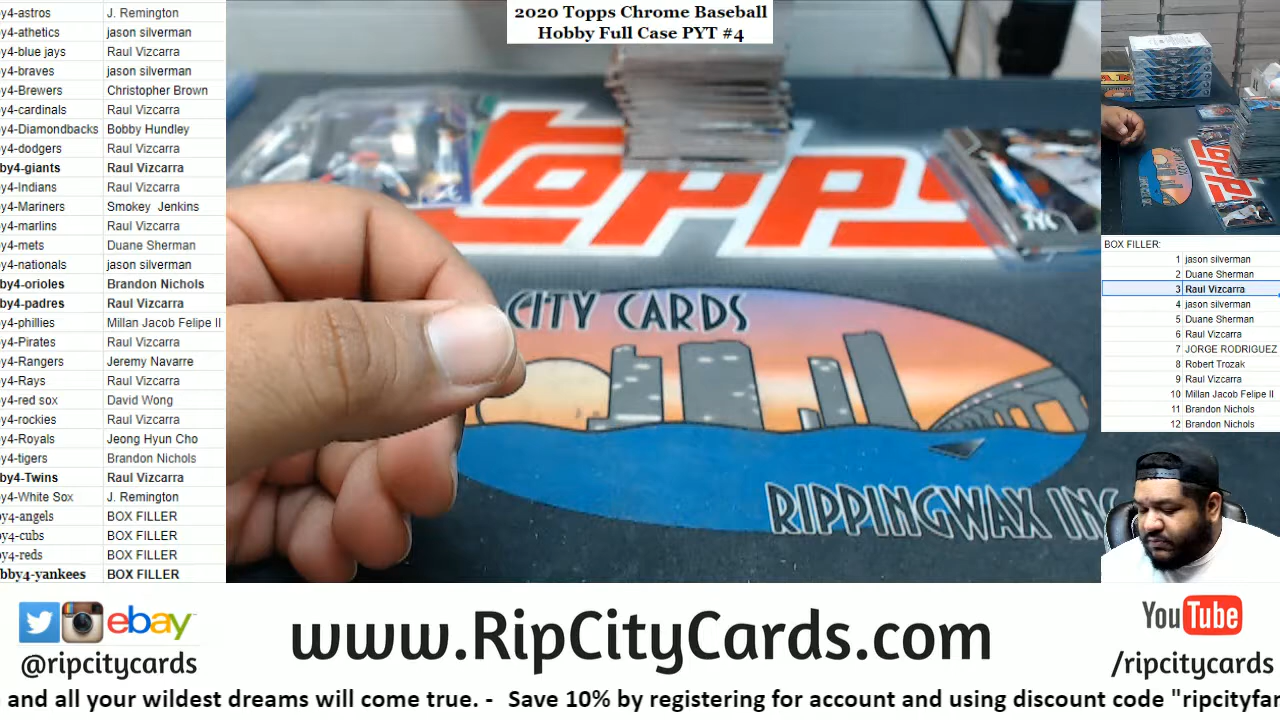 2020 Topps Chrome Baseball
Hobby Full Case PYT #4
y4-astros J. Remington
y4-athetics jason silverman
y4-blue jays Raul Vizcarra
y4-braves jason silverman
y4-Brewers Christopher Brown
y4-cardinals Raul Vizcarra
y4-Diamondbacks Bobby Hundley
y4-dodgers Raul Vizcarra
by4-giants Raul Vizcarra
y4-Indians Raul Vizcarra
y4-Mariners Smokey Jenkins
y4-marlins Raul Vizcarra
y4-mets Duane Sherman
y4-nationals jason silverman
by4-orioles Brandon Nichols
by4-padres Raul Vizcarra
y4-phillies Millan Jacob Felipe II
y4-Pirates Raul Vizcarra
y4-Rangers Jeremy Navarre
y4-Rays Raul Vizcarra
y4-red sox David Wong
y4-rockies Raul Vizcarra
y4-Royals Jeong Hyun Cho
y4-tigers Brandon Nichols
by4-Twins Raul Vizcarra
y4-White Sox J. Remington
y4-angels BOX FILLER
y4-cubs BOX FILLER
y4-reds BOX FILLER
bby4-yankees BOX FILLER
Topps
CITY CARDS
RIPPINGWAX INC
BOX FILLER:
1 jason silverman
2 Duane Sherman
3 Raul Vizcarra
4 jason silverman
5 Duane Sherman
6 Raul Vizcarra
7 JORGE RODRIGUEZ
8 Robert Trozak
9 Raul Vizcarra
10 Millan Jacob Felipe II
11 Brandon Nichols
12 Brandon Nichols
ebay
@ripcitycards
www.RipCityCards.com
YouTube
/ripcitycards
and all your wildest dreams will come true. - Save 10% by registering for account and using discount code "ripcityfan